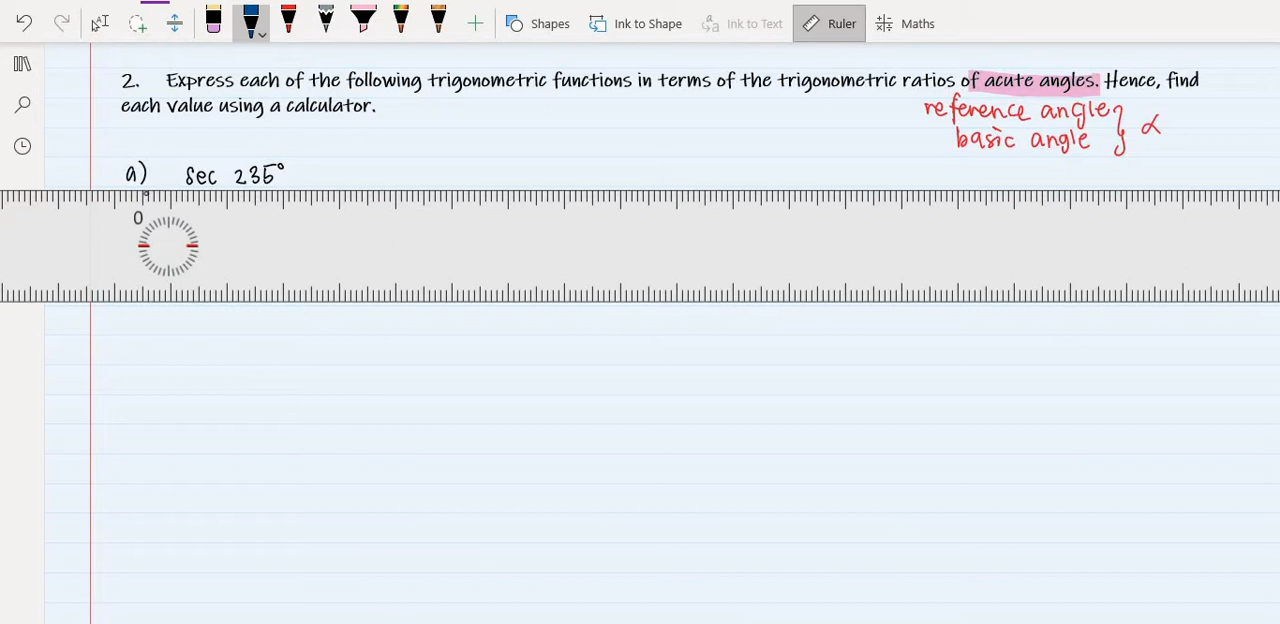 Shapes Ink to Shape Ink to Text Ruler Maths
2. Express each of the following trigonometric functions in terms of the trigonometric ratios of acute angles. Hence, find
each value using a calculator.
reference angle
basic angle } α
a) sec 235°
0